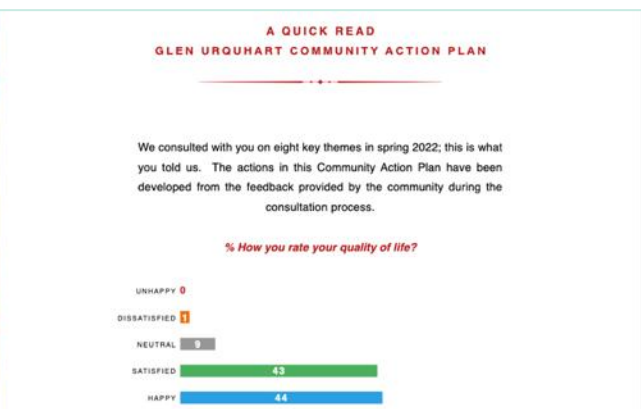 A QUICK READ
GLEN URQUHART COMMUNITY ACTION PLAN
We consulted with you on eight key themes in spring 2022; this is what
you told us. The actions in this Community Action Plan have been
developed from the feedback provided by the community during the
consultation process.
% How you rate your quality of life?
UNHAPPY 0
DISSATISFIED 1
NEUTRAL 9
SATISFIED 43
HAPPY 44